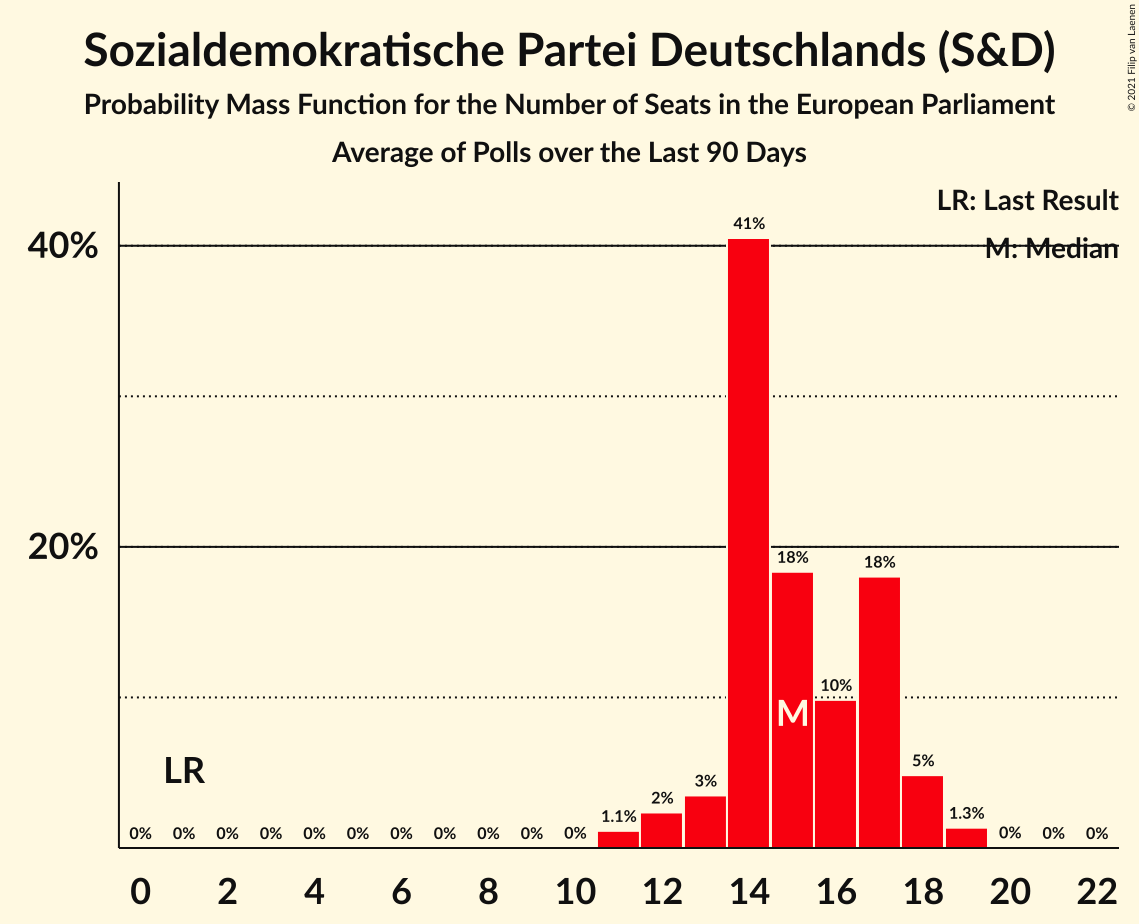 Sozialdemokratische Partei Deutschlands (S&D)
Probability Mass Function for the Number of Seats in the European Parliament
Average of Polls over the Last 90 Days
© 2021 Filip van Laenen
LR: Last Result
M: Median
40%
20%
41%
18%
18%
10%
M
5%
3%
2%
1.1%
1.3%
LR
0% 0% 0% 0% 0% 0% 0% 0% 0% 0% 0% 0% 0% 0%
0 2 4 6 8 10 12 14 16 18 20 22